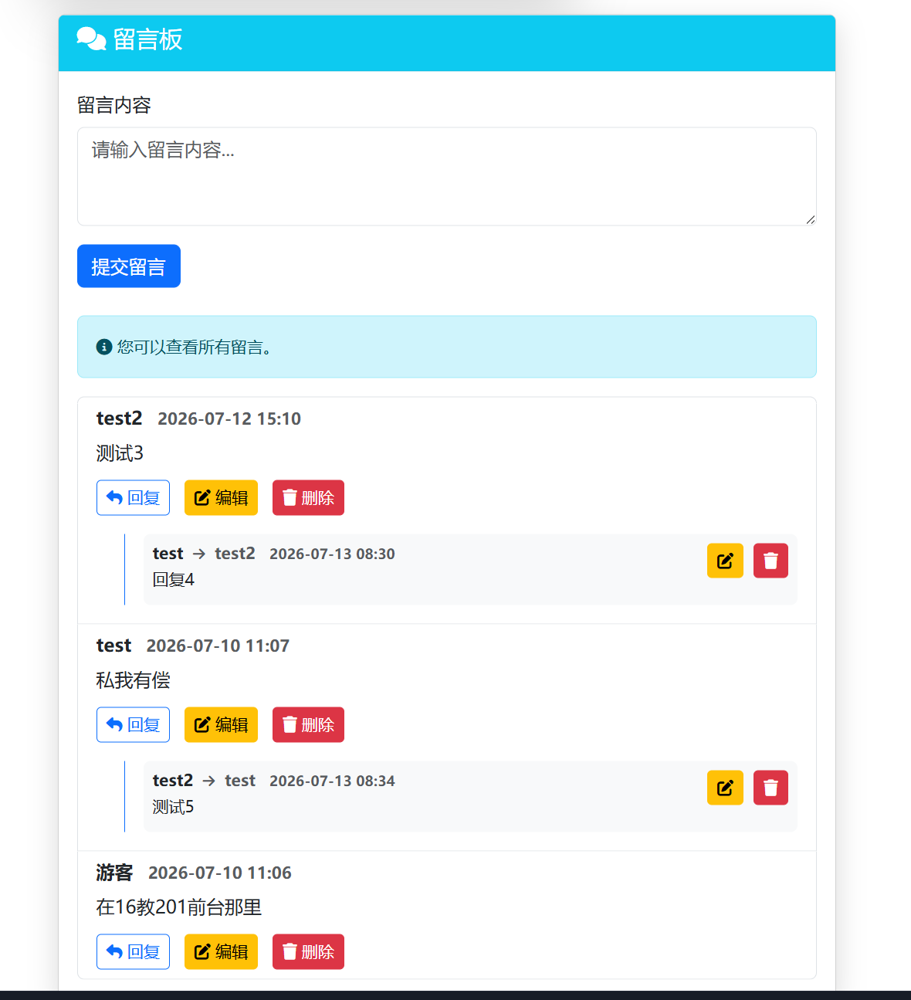 留言板
留言内容
请输入留言内容...
提交留言
您可以查看所有留言。
test2 2026-07-12 15:10
测试3
回复 编辑 删除
test → test2 2026-07-13 08:30
回复4
test 2026-07-10 11:07
私我有偿
回复 编辑 删除
test2 → test 2026-07-13 08:34
测试5
游客 2026-07-10 11:06
在16教201前台那里
回复 编辑 删除